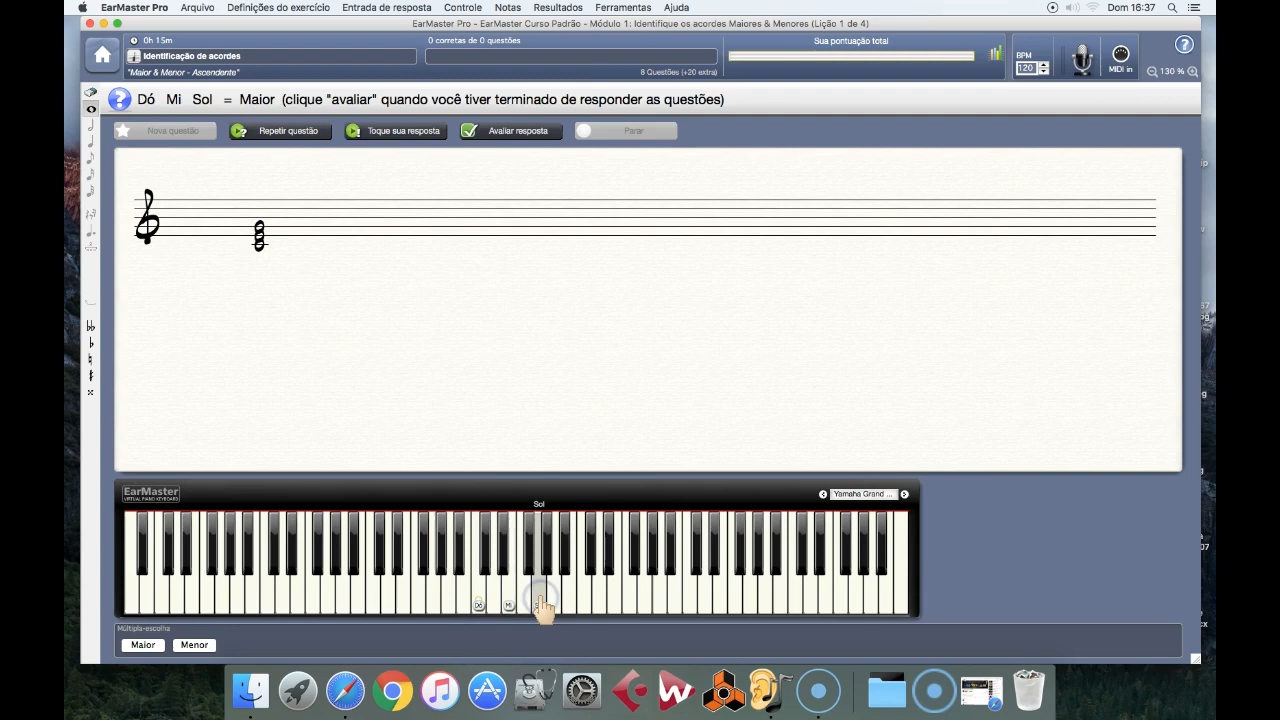 EarMaster Pro Arquivo Definições do exercício Entrada de resposta Controle Notas Resultados Ferramentas Ajuda Dom 16:37
EarMaster Pro - EarMaster Curso Padrão - Módulo 1: Identifique os acordes Maiores & Menores (Lição 1 de 4)
0h 15m
0 corretas de 0 questões
Sua pontuação total
Identificação de acordes
BPM
120
MIDI in
"Maior & Menor - Ascendente"
8 Questões (+20 extra)
130 %
Dó Mi Sol = Maior (clique "avaliar" quando você tiver terminado de responder as questões)
Nova questão
Repetir questão
Toque sua resposta
Avaliar resposta
Parar
EarMaster
VIRTUAL PIANO KEYBOARD
Yamaha Grand ...
Sol
Dó
Múltipla-escolha
Maior
Menor